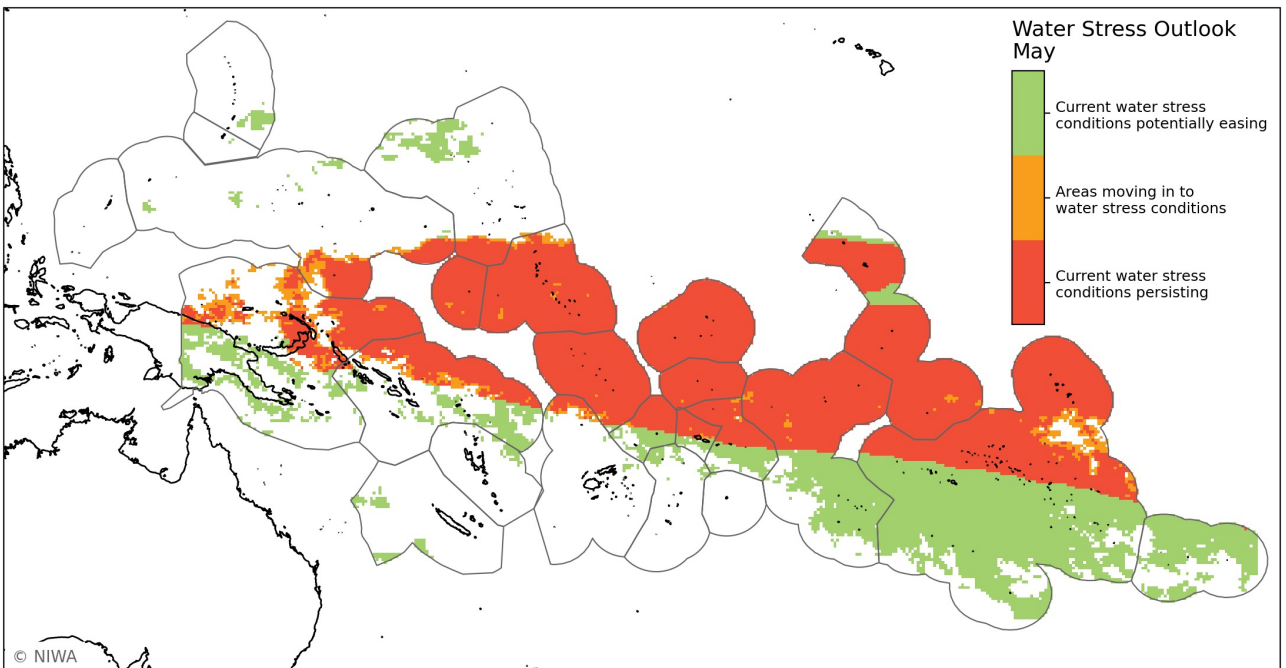 Water Stress Outlook
May
Current water stress
conditions potentially easing
Areas moving in to
water stress conditions
Current water stress
conditions persisting
© NIWA